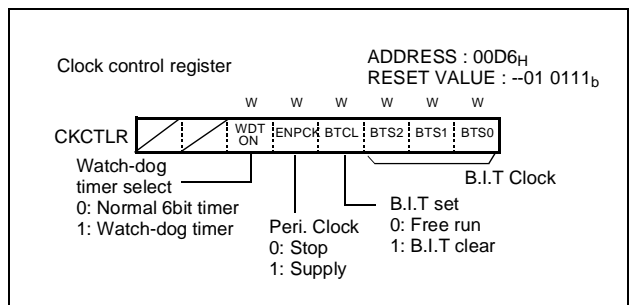 Clock control register
ADDRESS : 00D6H
RESET VALUE : --01 0111b
W W W W W W
CKCTLR WDT ON ENPCK BTCL BTS2 BTS1 BTS0
B.I.T Clock
Watch-dog
timer select
0: Normal 6bit timer
1: Watch-dog timer
Peri. Clock
0: Stop
1: Supply
B.I.T set
0: Free run
1: B.I.T clear